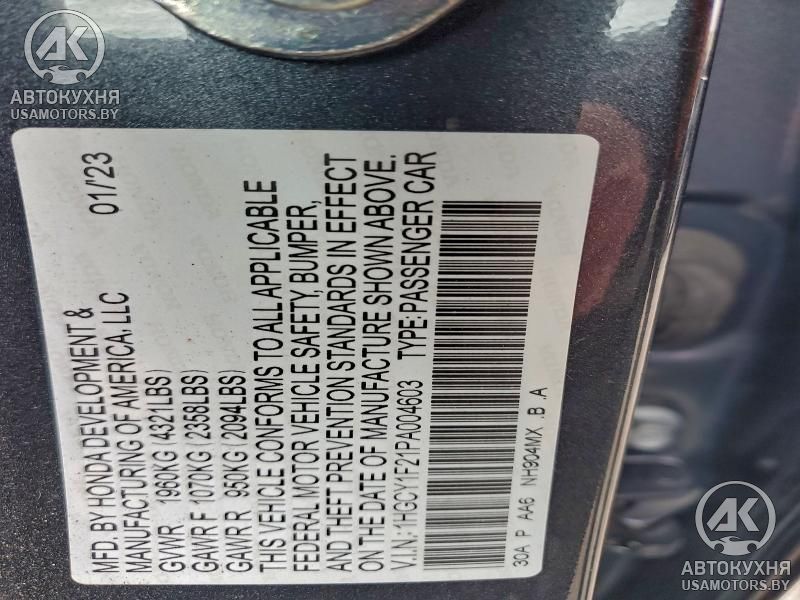 АВТОКУХНЯ
USAMOTORS.BY
MFD. BY HONDA DEVELOPMENT & 01/'23
MANUFACTURING OF AMERICA, LLC
GVWR 1960KG (4321LBS)
GAWR F 1070KG (2358LBS)
GAWR R 950KG (2094LBS)
THIS VEHICLE CONFORMS TO ALL APPLICABLE
FEDERAL MOTOR VEHICLE SAFETY, BUMPER,
AND THEFT PREVENTION STANDARDS IN EFFECT
ON THE DATE OF MANUFACTURE SHOWN ABOVE.
V.I.N.: 1HGCY1F21PA004603 TYPE:PASSENGER CAR
30A P AA6 NH904MX .B .A
АВТОКУХНЯ
USAMOTORS.BY